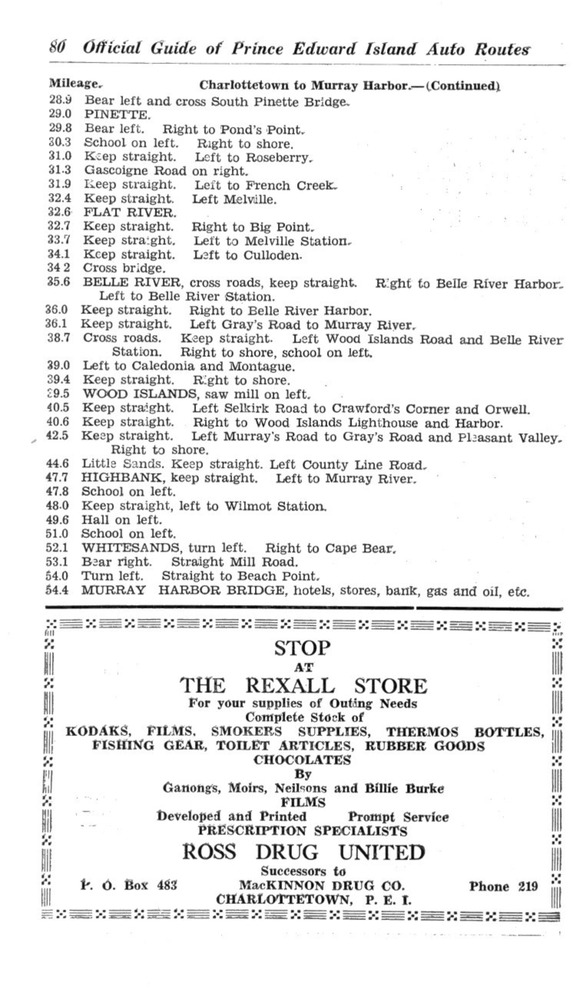 80 Official Guide of Prince Edward Island Auto Routes
Mileage. Charlottetown to Murray Harbor.—(Continued)
28.9 Bear left and cross South Pinette Bridge.
29.0 PINETTE.
29.8 Bear left. Right to Pond's Point.
30.3 School on left. Right to shore.
31.0 Keep straight. Left to Roseberry.
31.3 Gascoigne Road on right.
31.9 Keep straight. Left to French Creek.
32.4 Keep straight. Left Melville.
32.6 FLAT RIVER.
32.7 Keep straight. Right to Big Point.
33.7 Keep straight. Left to Melville Station.
34.1 Keep straight. Left to Culloden.
34 2 Cross bridge.
35.6 BELLE RIVER, cross roads, keep straight. Right to Belle River Harbor.
Left to Belle River Station.
36.0 Keep straight. Right to Belle River Harbor.
36.1 Keep straight. Left Gray's Road to Murray River.
38.7 Cross roads. Keep straight. Left Wood Islands Road and Belle River
Station. Right to shore, school on left.
39.0 Left to Caledonia and Montague.
39.4 Keep straight. Right to shore.
39.5 WOOD ISLANDS, saw mill on left.
40.5 Keep straight. Left Selkirk Road to Crawford's Corner and Orwell.
40.6 Keep straight. Right to Wood Islands Lighthouse and Harbor.
42.5 Keep straight. Left Murray's Road to Gray's Road and Pleasant Valley.
Right to shore.
44.6 Little Sands. Keep straight. Left County Line Road.
47.7 HIGHBANK, keep straight. Left to Murray River.
47.8 School on left.
48.0 Keep straight, left to Wilmot Station.
49.6 Hall on left.
51.0 School on left.
52.1 WHITESANDS, turn left. Right to Cape Bear.
53.1 Bear right. Straight Mill Road.
54.0 Turn left. Straight to Beach Point.
54.4 MURRAY HARBOR BRIDGE, hotels, stores, bank, gas and oil, etc.
STOP
AT
THE REXALL STORE
For your supplies of Outing Needs
Complete Stock of
KODAKS, FILMS, SMOKERS SUPPLIES, THERMOS BOTTLES,
FISHING GEAR, TOILET ARTICLES, RUBBER GOODS
CHOCOLATES
By
Ganongs, Moirs, Neilsons and Billie Burke
FILMS
Developed and Printed Prompt Service
PRESCRIPTION SPECIALISTS
ROSS DRUG UNITED
Successors to
P. O. Box 483 MacKINNON DRUG CO. Phone 219
CHARLOTTETOWN, P. E. I.